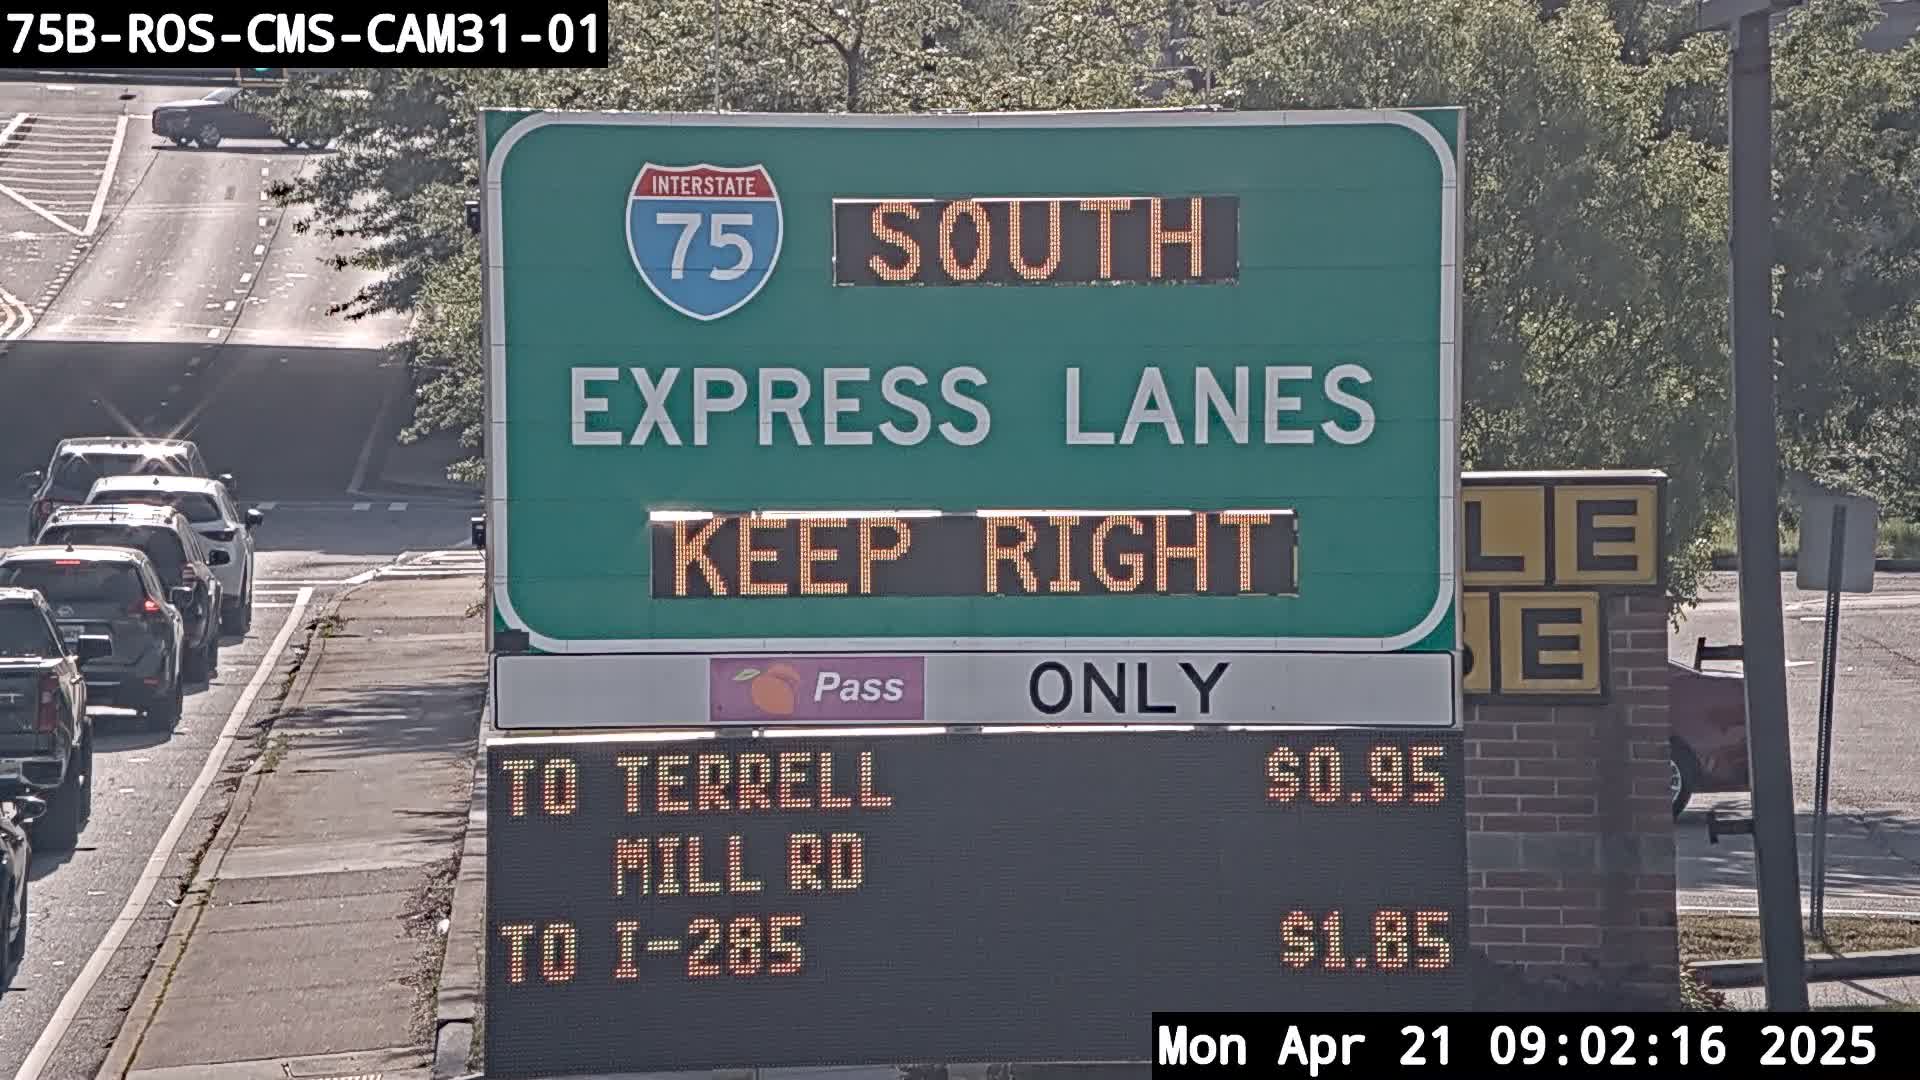 75B-ROS-CMS-CAM31-01
INTERSTATE
75
SOUTH
EXPRESS LANES
KEEP RIGHT
Pass ONLY
TO TERRELL $0.95
MILL RD
TO I-285 $1.85
LE
E
Mon Apr 21 09:02:16 2025